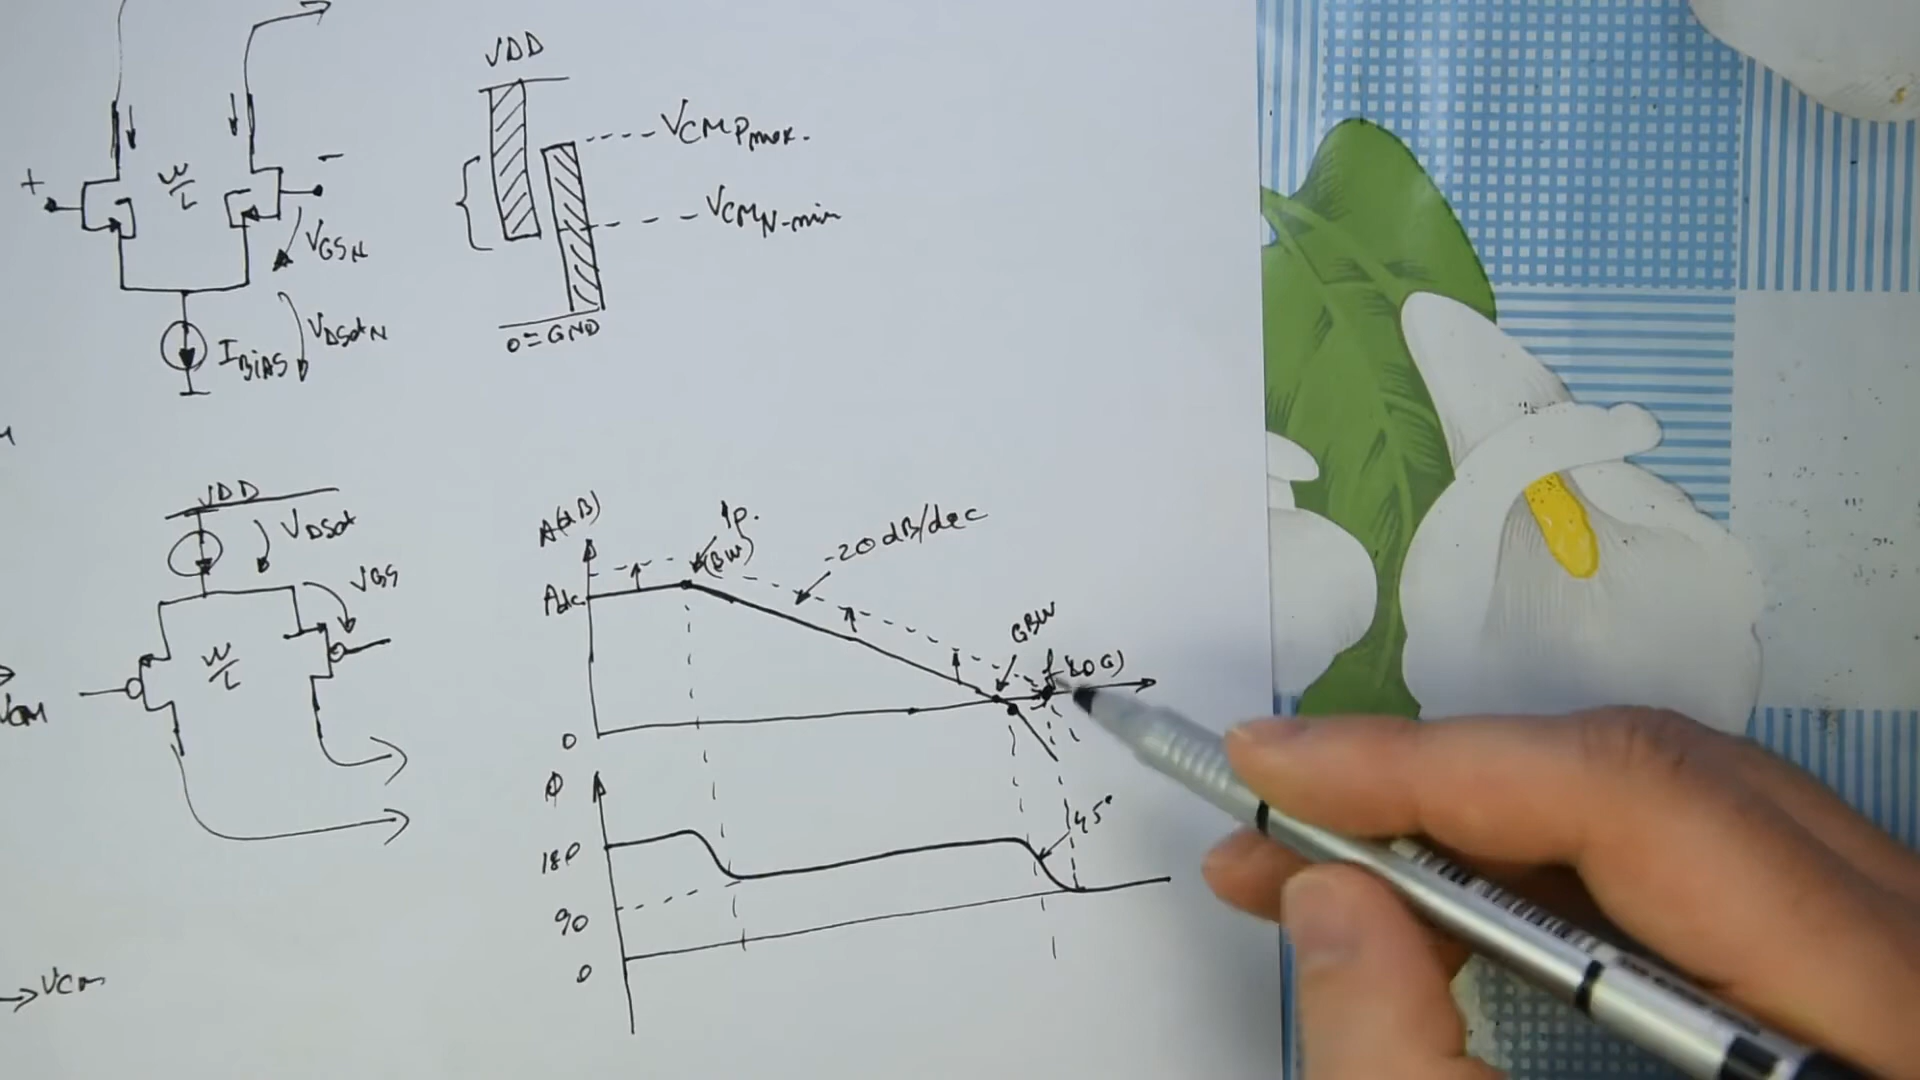 VDD
VCMPmax.
+
W/L
-
VCMN-min
VGSN
VDSatN
IBiAS
0=GND
VDD
VDSat
VGS
W/L
VCM
A(dB)
1p.
(BW)
-20dB/dec
Adc
GBW
0
Φ
180
45°
90
0
VCM